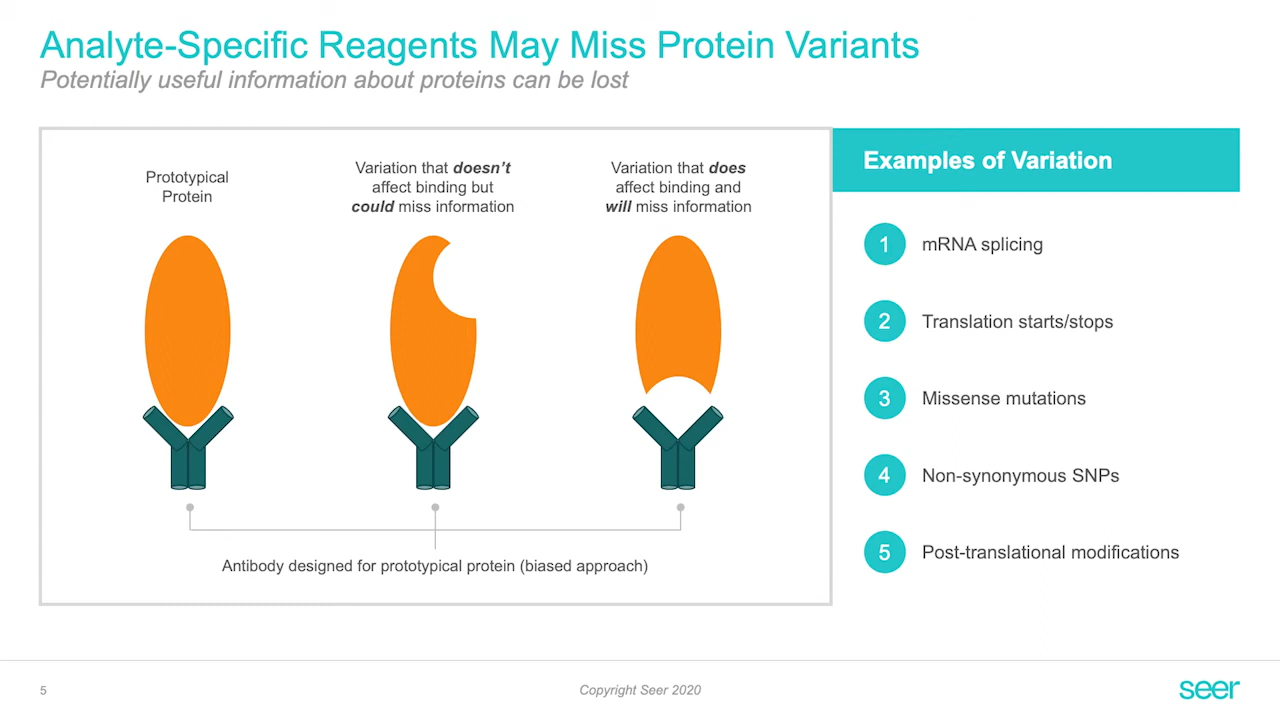 Analyte-Specific Reagents May Miss Protein Variants
Potentially useful information about proteins can be lost
Prototypical
Protein
Variation that doesn’t
affect binding but
could miss information
Variation that does
affect binding and
will miss information
Antibody designed for prototypical protein (biased approach)
Examples of Variation
1 mRNA splicing
2 Translation starts/stops
3 Missense mutations
4 Non-synonymous SNPs
5 Post-translational modifications
5
Copyright Seer 2020
seer